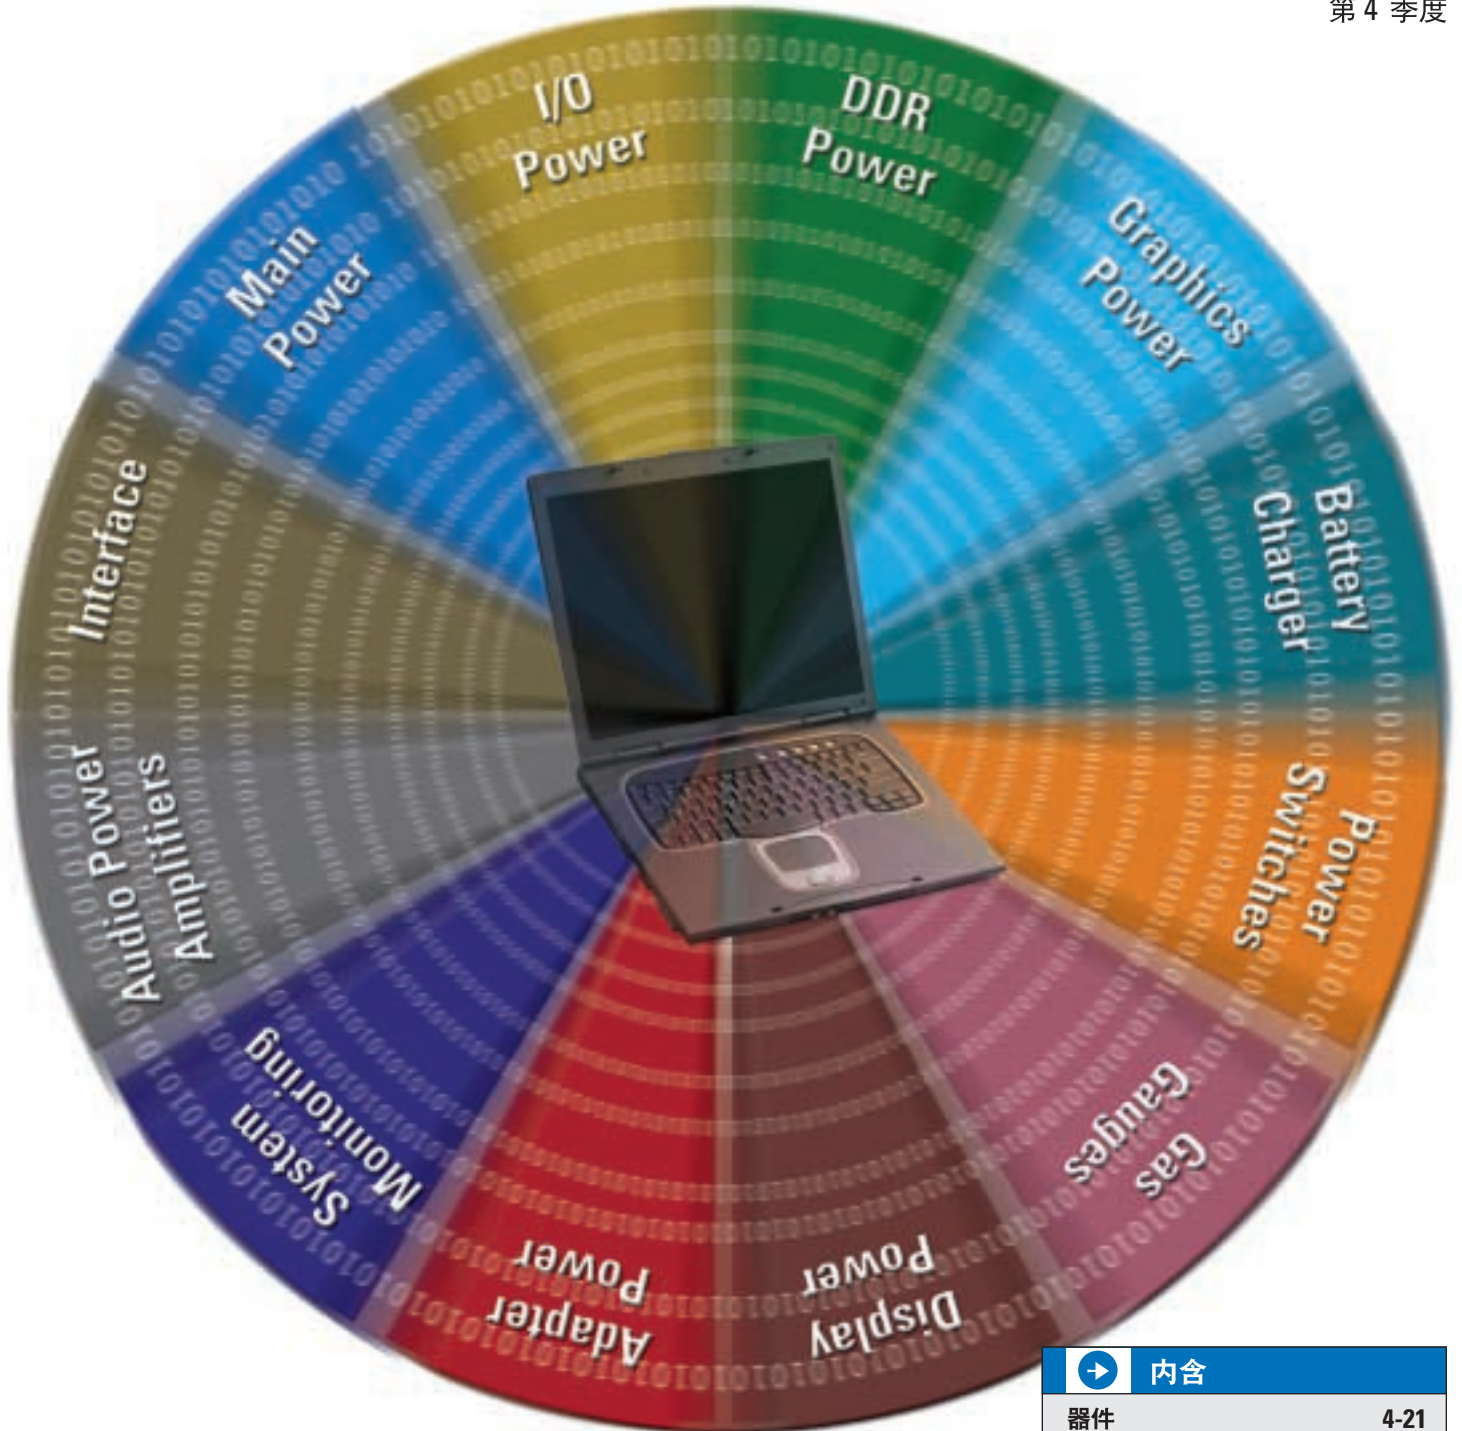 第 4 季度
I/O
Power
DDR
Power
Graphics
Power
Battery
Charger
Power
Switches
Gas
Gauges
Display
Power
Adapter
Power
System
Monitoring
Audio Power
Amplifiers
Interface
Main
Power
内含
器件 4-21